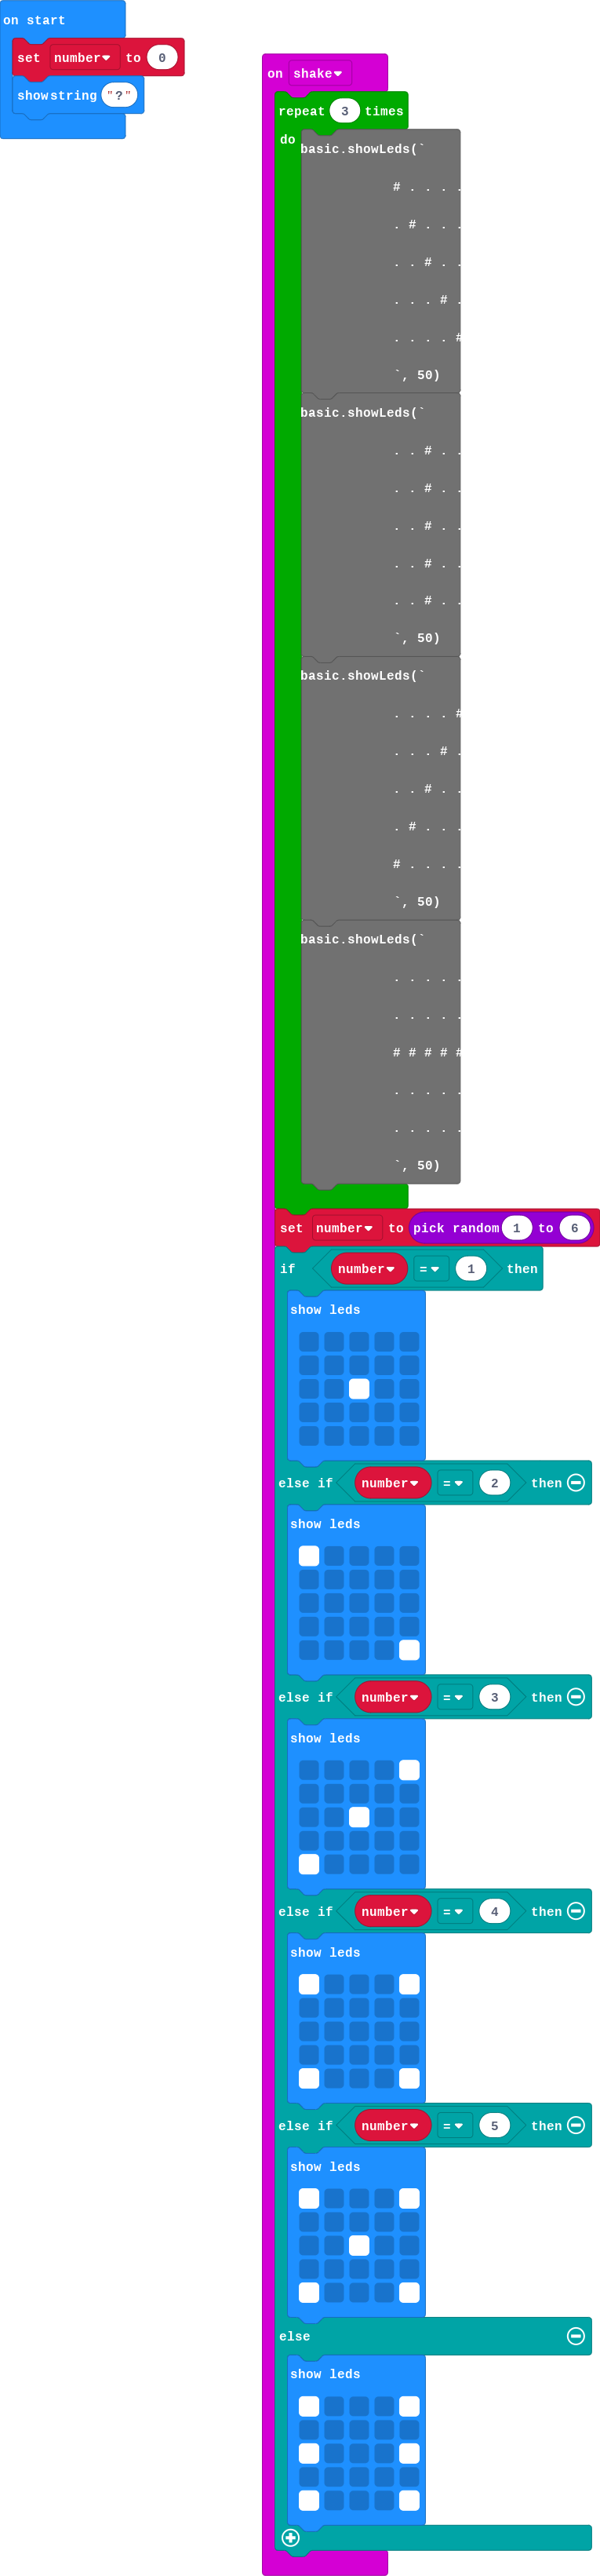 on start
set number to 0
show string "?"
on shake
repeat 3 times
do
basic.showLeds(`
# . . . .
. # . . .
. . # . .
. . . # .
. . . . #
`, 50)
basic.showLeds(`
. . # . .
. . # . .
. . # . .
. . # . .
. . # . .
`, 50)
basic.showLeds(`
. . . . #
. . . # .
. . # . .
. # . . .
# . . . .
`, 50)
basic.showLeds(`
. . . . .
. . . . .
# # # # #
. . . . .
. . . . .
`, 50)
set number to pick random 1 to 6
if number = 1 then
show leds
else if number = 2 then
show leds
else if number = 3 then
show leds
else if number = 4 then
show leds
else if number = 5 then
show leds
else
show leds